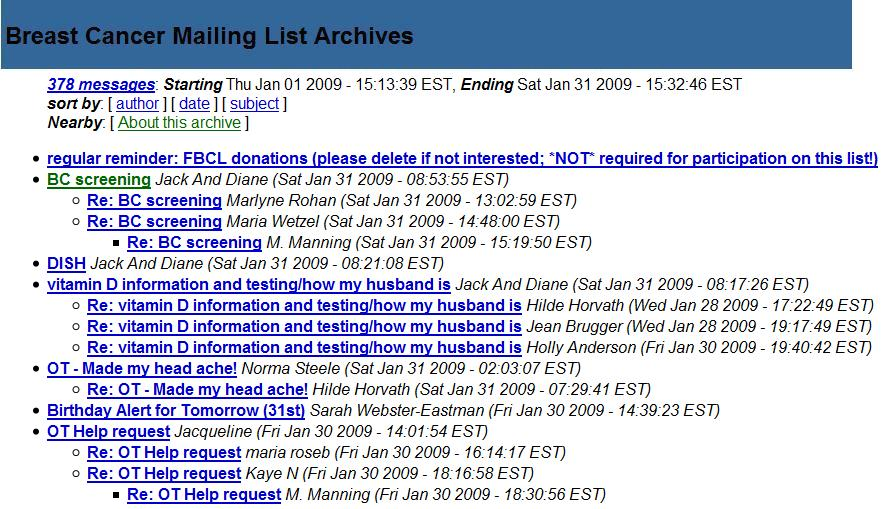 Breast Cancer Mailing List Archives
378 messages: Starting Thu Jan 01 2009 - 15:13:39 EST, Ending Sat Jan 31 2009 - 15:32:46 EST
sort by: [ author ] [ date ] [ subject ]
Nearby: [ About this archive ]
regular reminder: FBCL donations (please delete if not interested; *NOT* required for participation on this list!)
BC screening Jack And Diane (Sat Jan 31 2009 - 08:53:55 EST)
Re: BC screening Marlyne Rohan (Sat Jan 31 2009 - 13:02:59 EST)
Re: BC screening Maria Wetzel (Sat Jan 31 2009 - 14:48:00 EST)
Re: BC screening M. Manning (Sat Jan 31 2009 - 15:19:50 EST)
DISH Jack And Diane (Sat Jan 31 2009 - 08:21:08 EST)
vitamin D information and testing/how my husband is Jack And Diane (Sat Jan 31 2009 - 08:17:26 EST)
Re: vitamin D information and testing/how my husband is Hilde Horvath (Wed Jan 28 2009 - 17:22:49 EST)
Re: vitamin D information and testing/how my husband is Jean Brugger (Wed Jan 28 2009 - 19:17:49 EST)
Re: vitamin D information and testing/how my husband is Holly Anderson (Fri Jan 30 2009 - 19:40:42 EST)
OT - Made my head ache! Norma Steele (Sat Jan 31 2009 - 02:03:07 EST)
Re: OT - Made my head ache! Hilde Horvath (Sat Jan 31 2009 - 07:29:41 EST)
Birthday Alert for Tomorrow (31st) Sarah Webster-Eastman (Fri Jan 30 2009 - 14:39:23 EST)
OT Help request Jacqueline (Fri Jan 30 2009 - 14:01:54 EST)
Re: OT Help request maria roseb (Fri Jan 30 2009 - 16:14:17 EST)
Re: OT Help request Kaye N (Fri Jan 30 2009 - 18:16:58 EST)
Re: OT Help request M. Manning (Fri Jan 30 2009 - 18:30:56 EST)